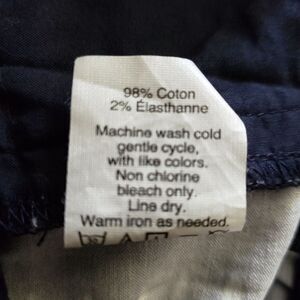 98% Coton
2% Élasthanne
Machine wash cold
gentle cycle,
with like colors.
Non chlorine
bleach only.
Line dry.
Warm iron as needed.